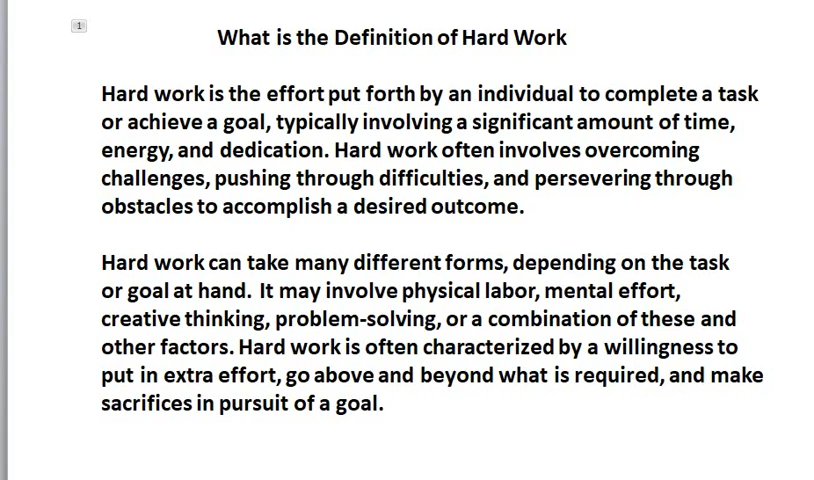 1
What is the Definition of Hard Work
Hard work is the effort put forth by an individual to complete a task
or achieve a goal, typically involving a significant amount of time,
energy, and dedication. Hard work often involves overcoming
challenges, pushing through difficulties, and persevering through
obstacles to accomplish a desired outcome.
Hard work can take many different forms, depending on the task
or goal at hand. It may involve physical labor, mental effort,
creative thinking, problem-solving, or a combination of these and
other factors. Hard work is often characterized by a willingness to
put in extra effort, go above and beyond what is required, and make
sacrifices in pursuit of a goal.